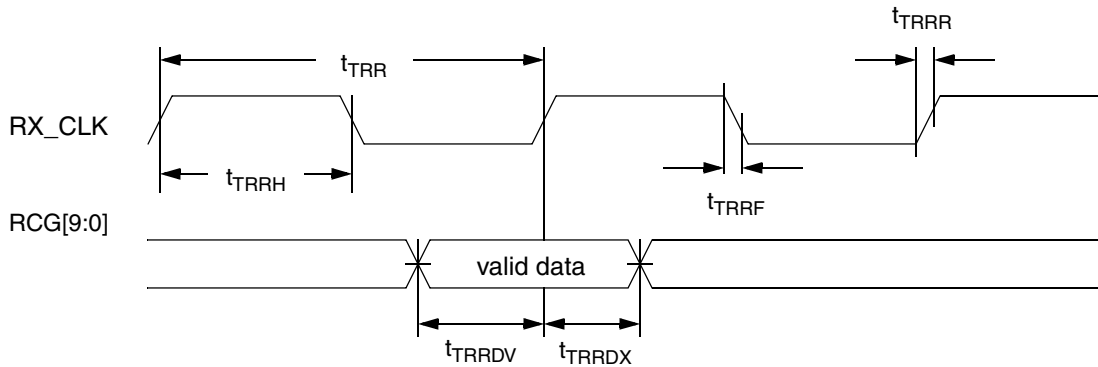 tTRRR
tTRR
RX_CLK
tTRRH
tTRRF
RCG[9:0]
valid data
tTRRDV
tTRRDX